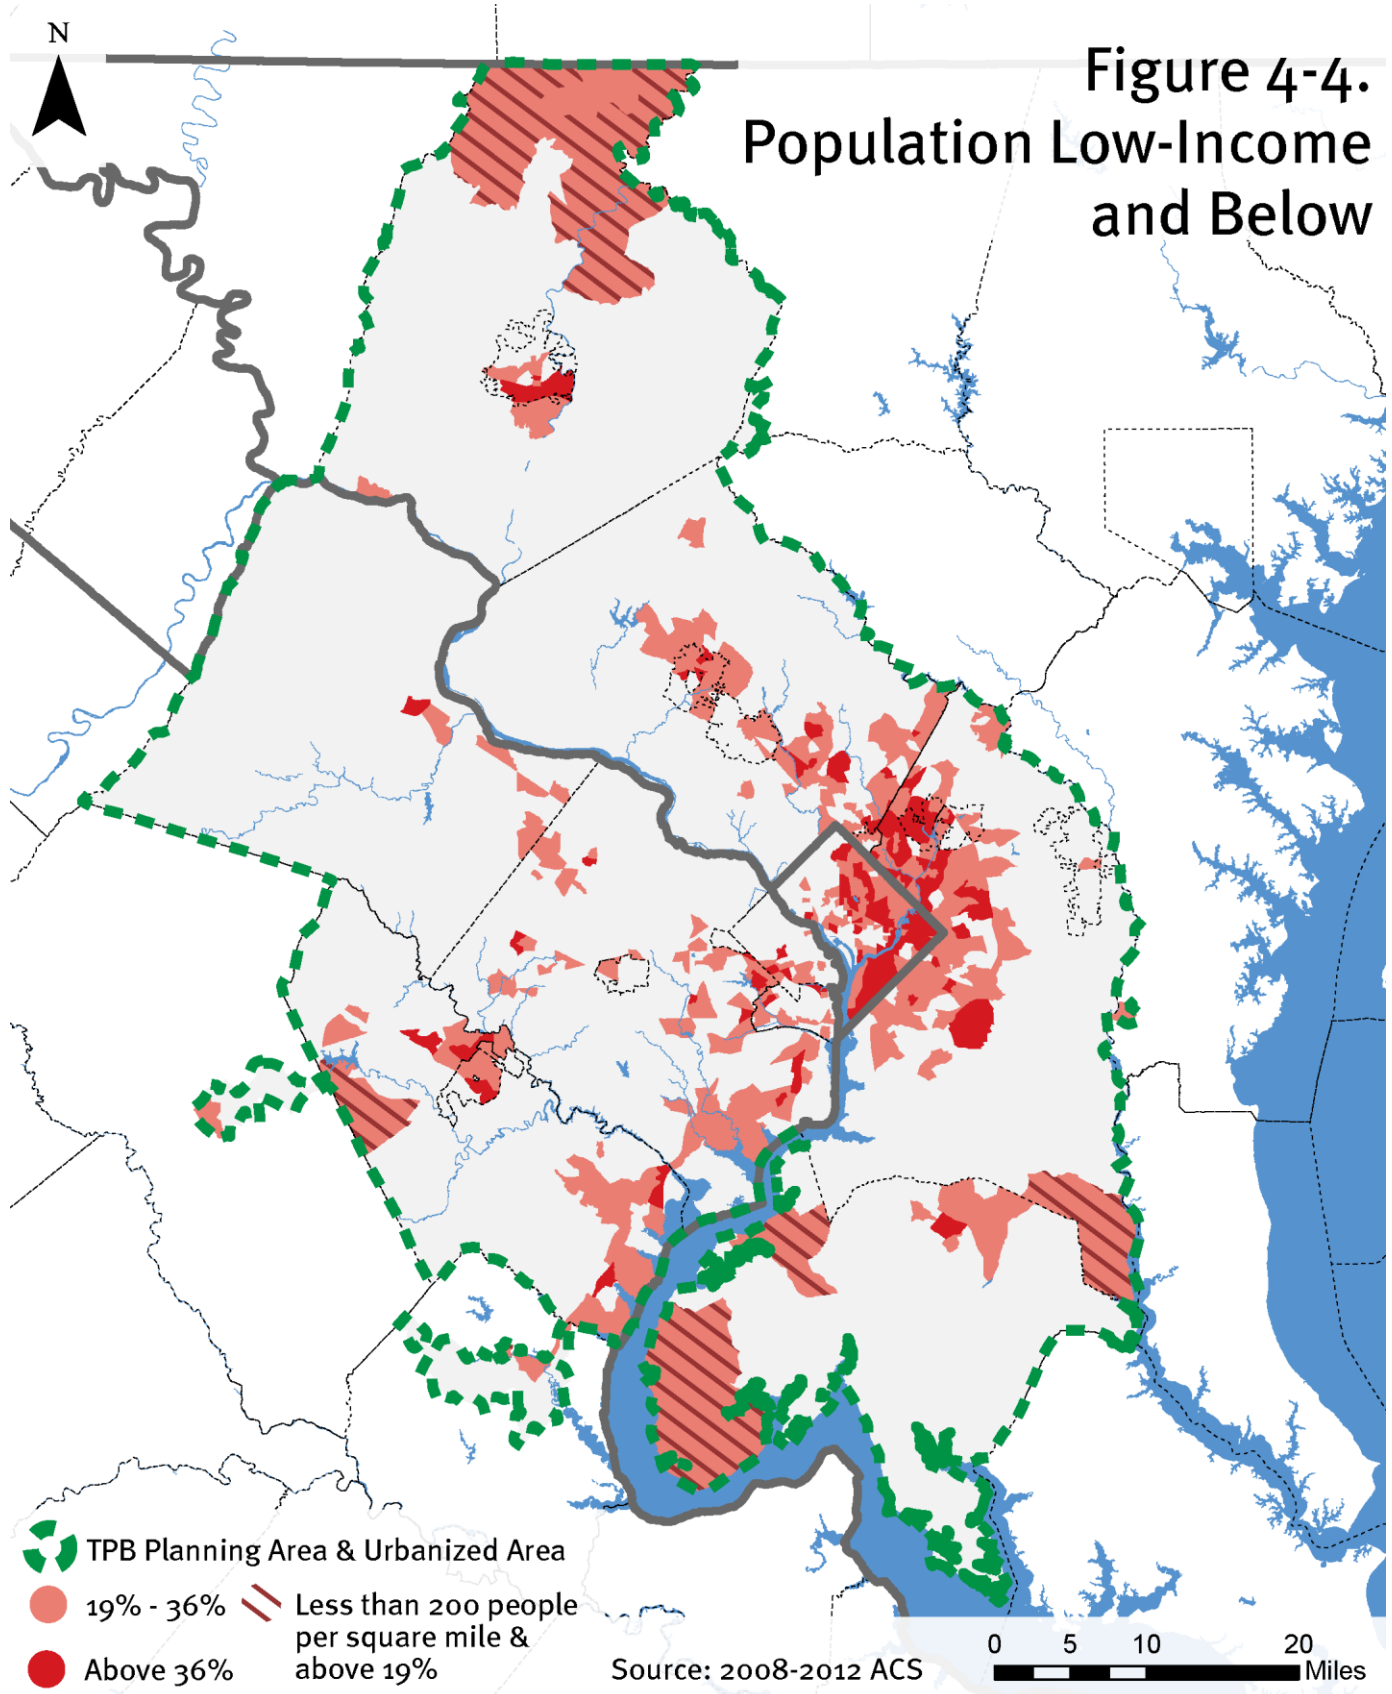 N
Figure 4-4.
Population Low-Income
and Below
TPB Planning Area & Urbanized Area
19% - 36%
Less than 200 people
per square mile &
above 19%
Above 36%
Source: 2008-2012 ACS
0 5 10 20
Miles